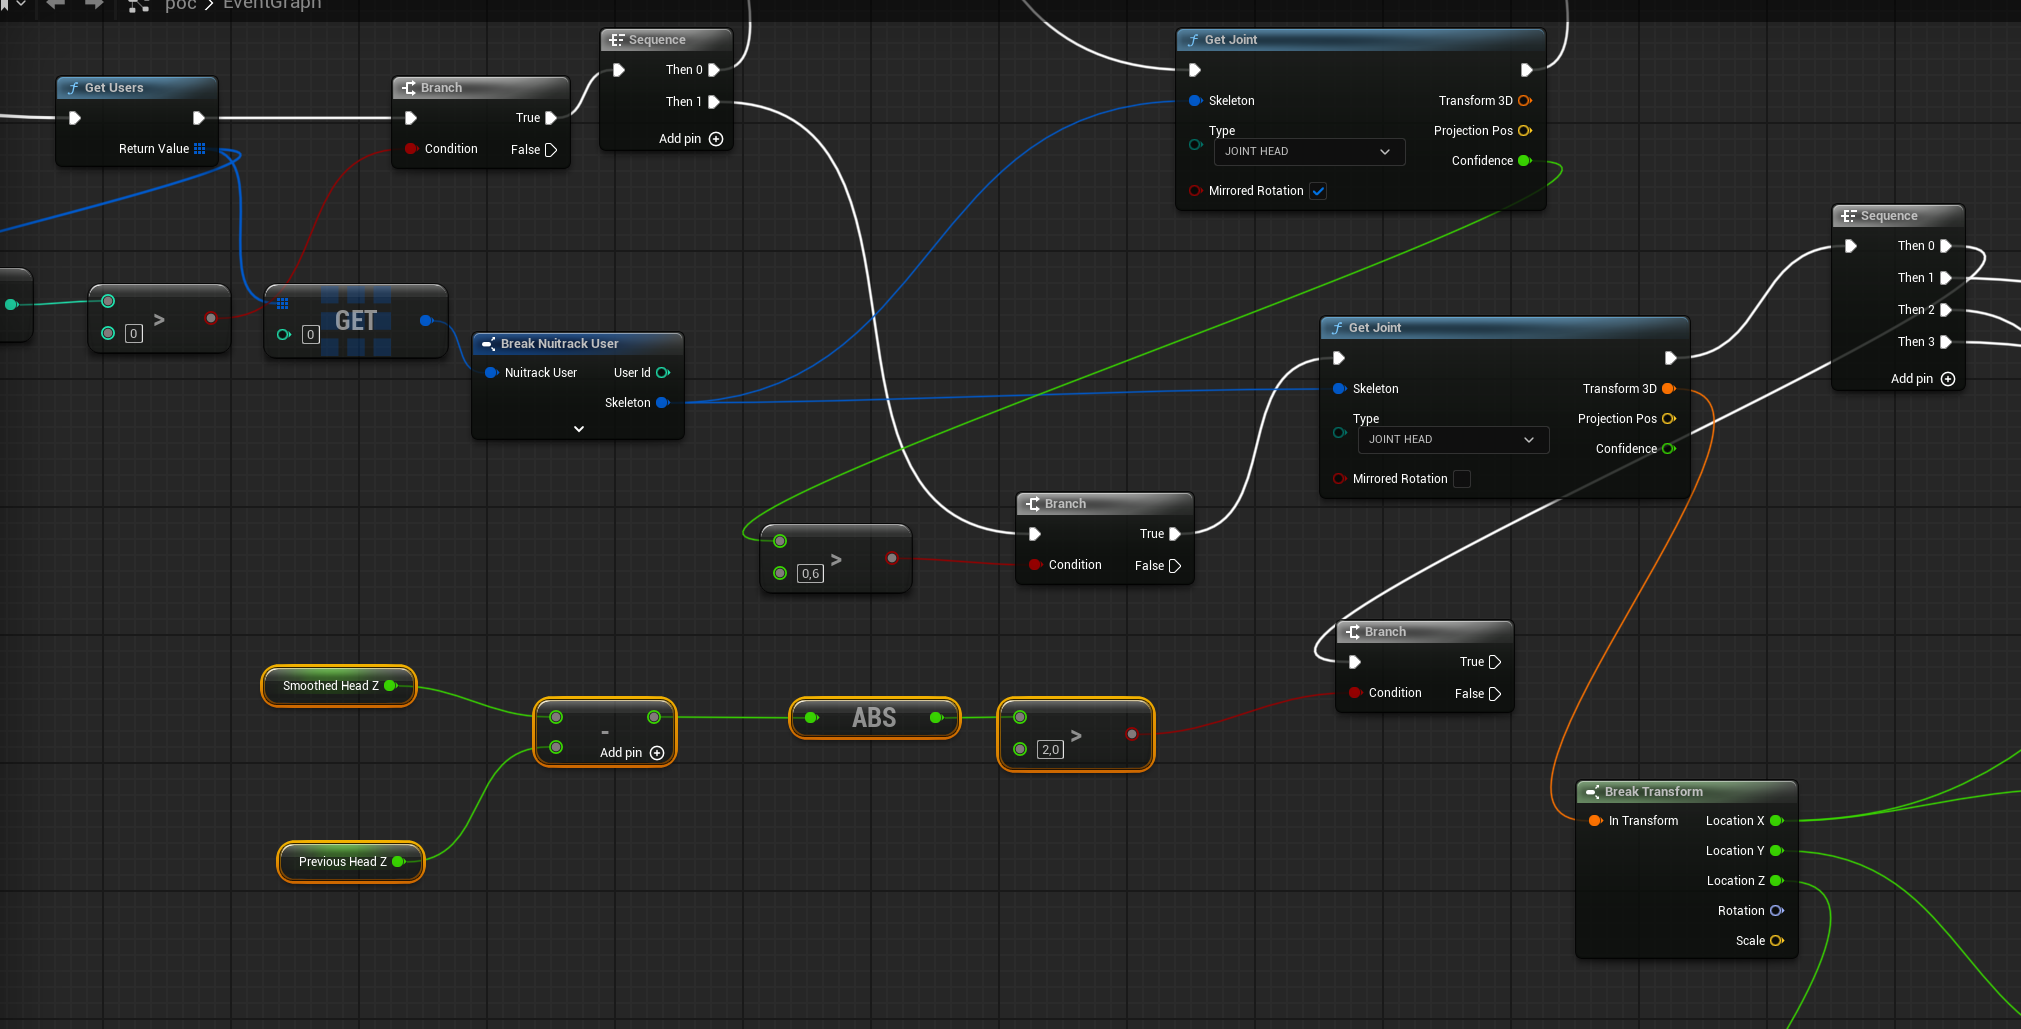 poc > EventGraph
Sequence
Then 0
Then 1
Add pin
Get Users
Return Value
Branch
True
Condition
False
Get Joint
Skeleton
Transform 3D
Type
Projection Pos
JOINT HEAD
Confidence
Mirrored Rotation
Sequence
Then 0
Then 1
Then 2
Then 3
Add pin
>
0
GET
0
Break Nuitrack User
Nuitrack User
User Id
Skeleton
Get Joint
Skeleton
Transform 3D
Type
Projection Pos
JOINT HEAD
Confidence
Mirrored Rotation
>
0,6
Branch
True
Condition
False
Branch
True
Condition
False
Smoothed Head Z
-
Add pin
ABS
>
2,0
Previous Head Z
Break Transform
In Transform
Location X
Location Y
Location Z
Rotation
Scale